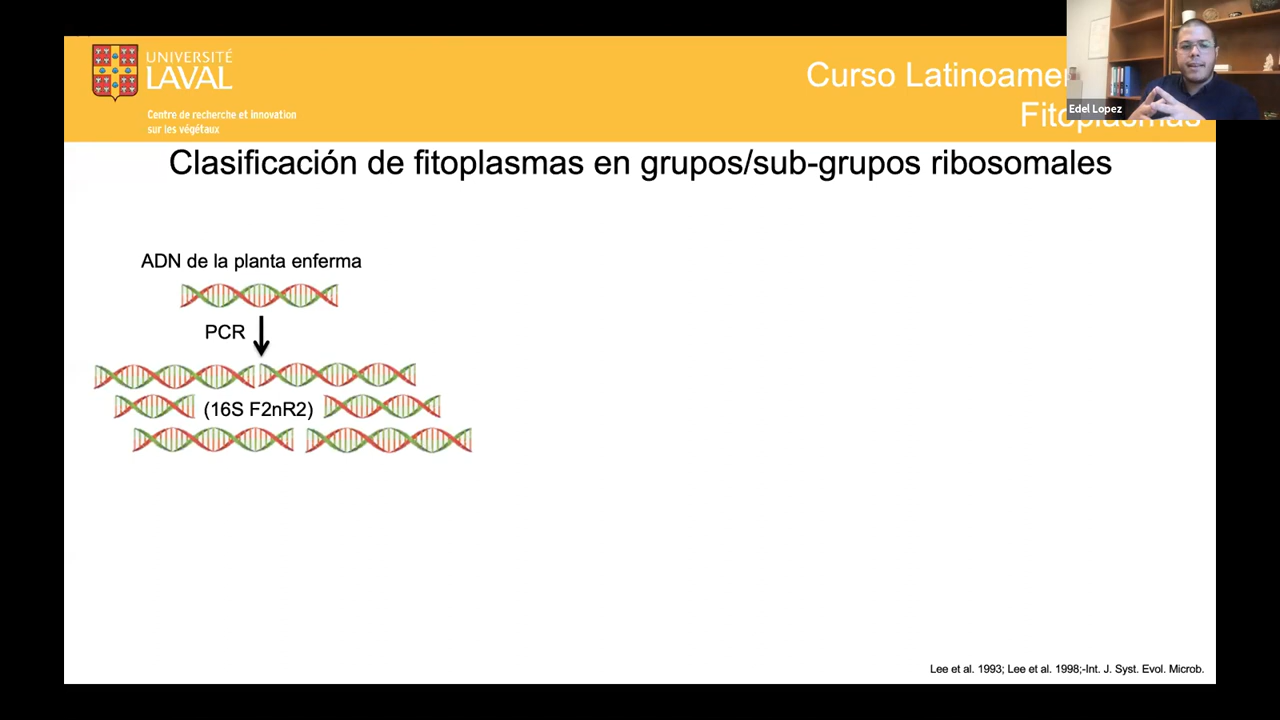 UNIVERSITÉ
LAVAL
Centre de recherche et innovation
sur les végétaux
Curso Latinoamer
Fitoplasmas
Edel Lopez
Clasificación de fitoplasmas en grupos/sub-grupos ribosomales
ADN de la planta enferma
PCR
(16S F2nR2)
Lee et al. 1993; Lee et al. 1998;-Int. J. Syst. Evol. Microb.